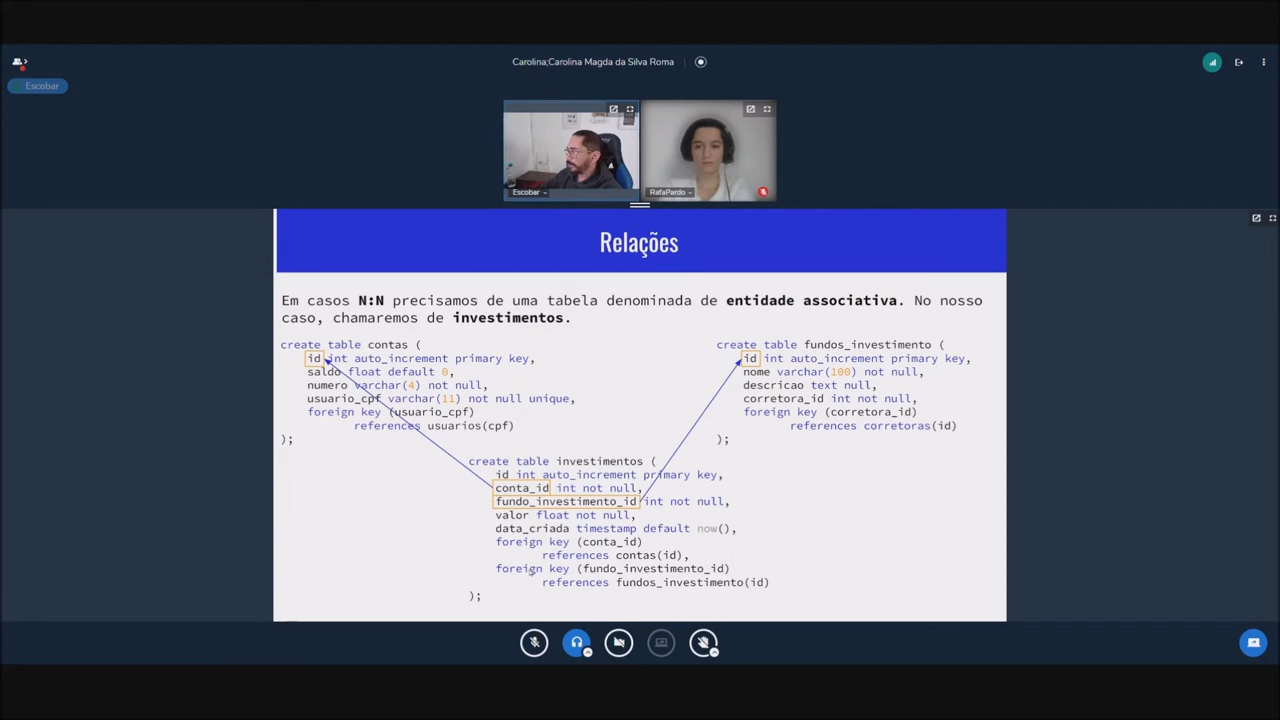 Carolina;Carolina Magda da Silva Roma
Escobar
Escobar
RafaPardo
Relações
Em casos N:N precisamos de uma tabela denominada de entidade associativa. No nosso
caso, chamaremos de investimentos.
create table contas (
id int auto_increment primary key,
saldo float default 0,
numero varchar(4) not null,
usuario_cpf varchar(11) not null unique,
foreign key (usuario_cpf)
references usuarios(cpf)
);
create table fundos_investimento (
id int auto_increment primary key,
nome varchar(100) not null,
descricao text null,
corretora_id int not null,
foreign key (corretora_id)
references corretoras(id)
);
create table investimentos (
id int auto_increment primary key,
conta_id int not null,
fundo_investimento_id int not null,
valor float not null,
data_criada timestamp default now(),
foreign key (conta_id)
references contas(id),
foreign key (fundo_investimento_id)
references fundos_investimento(id)
);